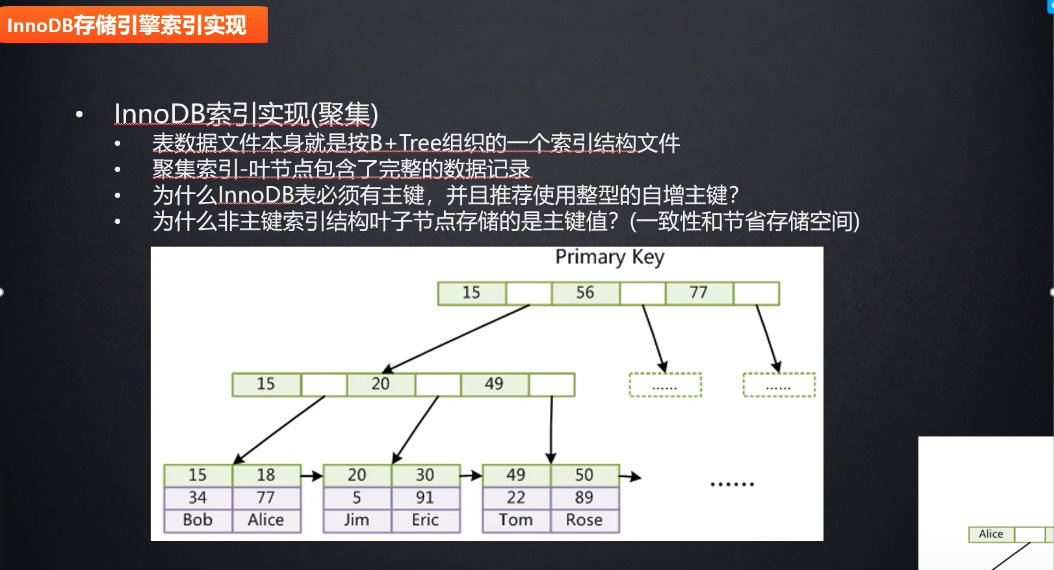 InnoDB存储引擎索引实现
InnoDB索引实现(聚集)
表数据文件本身就是按B+Tree组织的一个索引结构文件
聚集索引-叶节点包含了完整的数据记录
为什么InnoDB表必须有主键，并且推荐使用整型的自增主键？
为什么非主键索引结构叶子节点存储的是主键值？(一致性和节省存储空间)
Primary Key
15 56 77
15 20 49
...... ......
15 18 20 30 49 50
34 77 5 91 22 89
Bob Alice Jim Eric Tom Rose
......
Alice